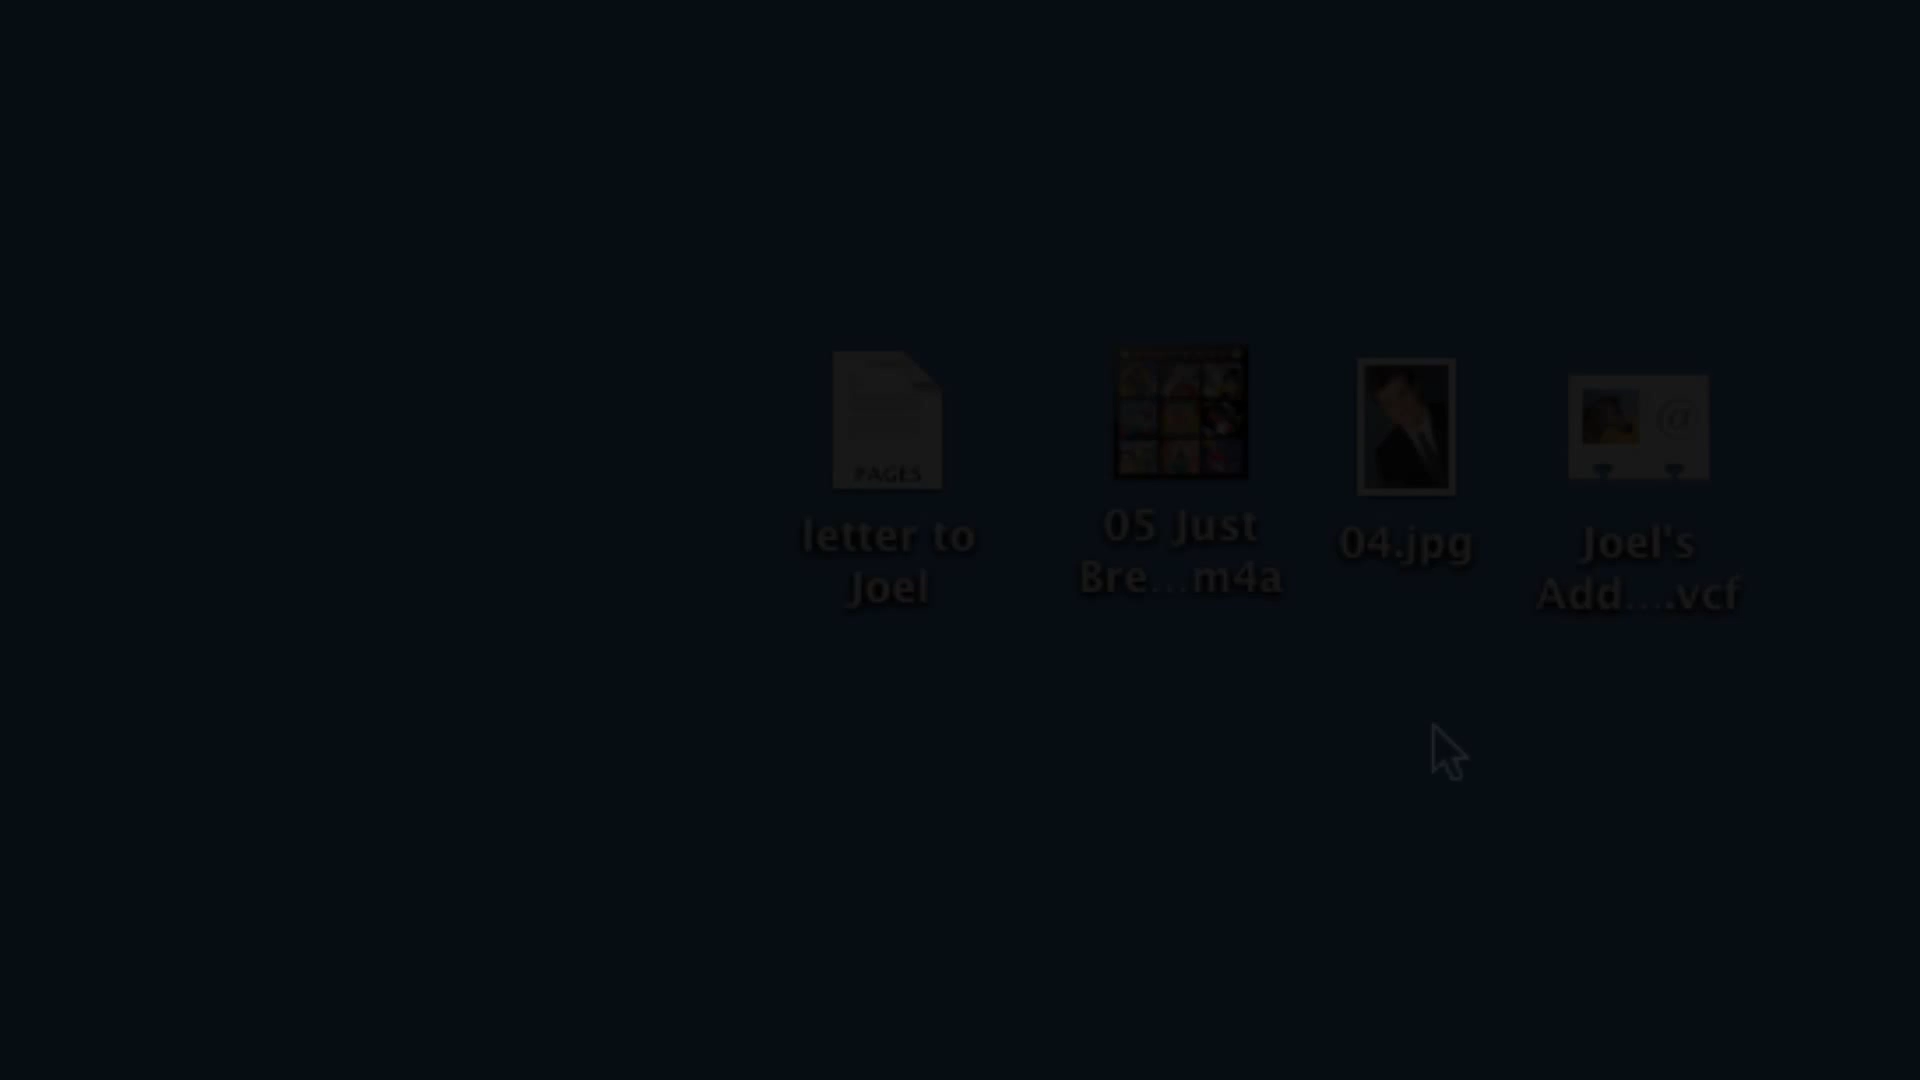 PAGES
letter to
Joel
05 Just
Bre...m4a
04.jpg
@
Joel's
Add....vcf